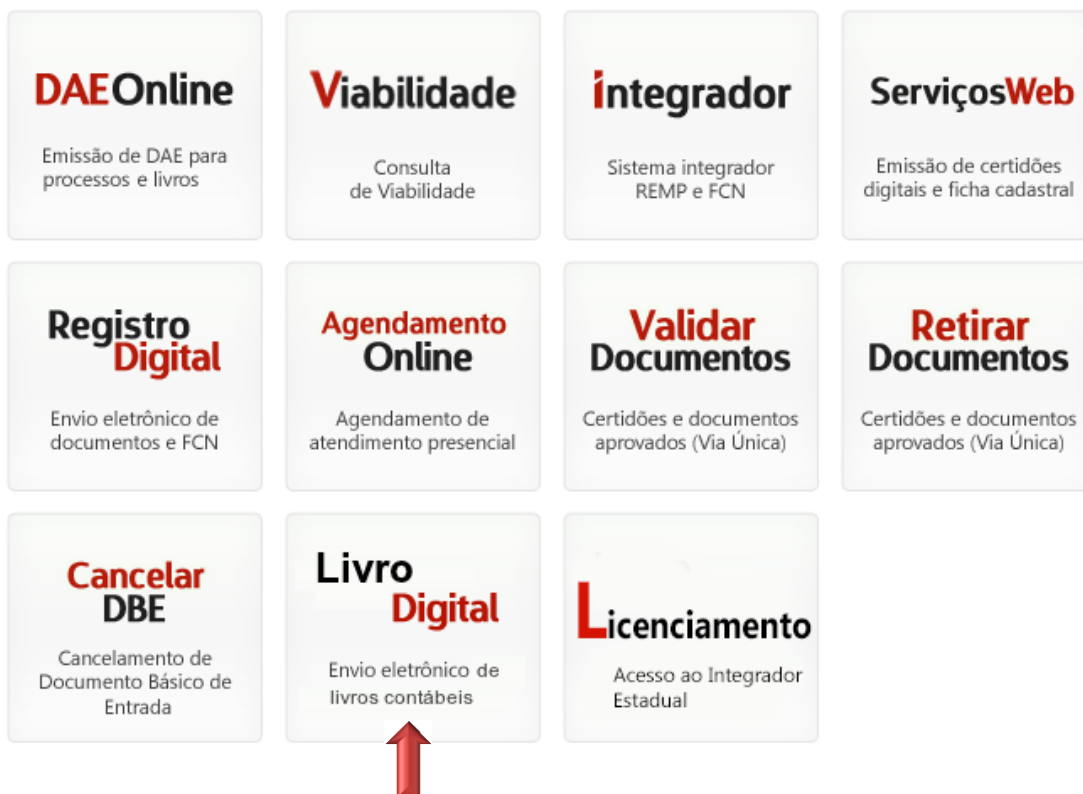 DAEOnline
Emissão de DAE para
processos e livros
Viabilidade
Consulta
de Viabilidade
integrador
Sistema integrador
REMP e FCN
ServiçosWeb
Emissão de certidões
digitais e ficha cadastral
Registro
Digital
Envio eletrônico de
documentos e FCN
Agendamento
Online
Agendamento de
atendimento presencial
Validar
Documentos
Certidões e documentos
aprovados (Via Única)
Retirar
Documentos
Certidões e documentos
aprovados (Via Única)
Cancelar
DBE
Cancelamento de
Documento Básico de
Entrada
Livro
Digital
Envio eletrônico de
livros contábeis
Licenciamento
Acesso ao Integrador
Estadual